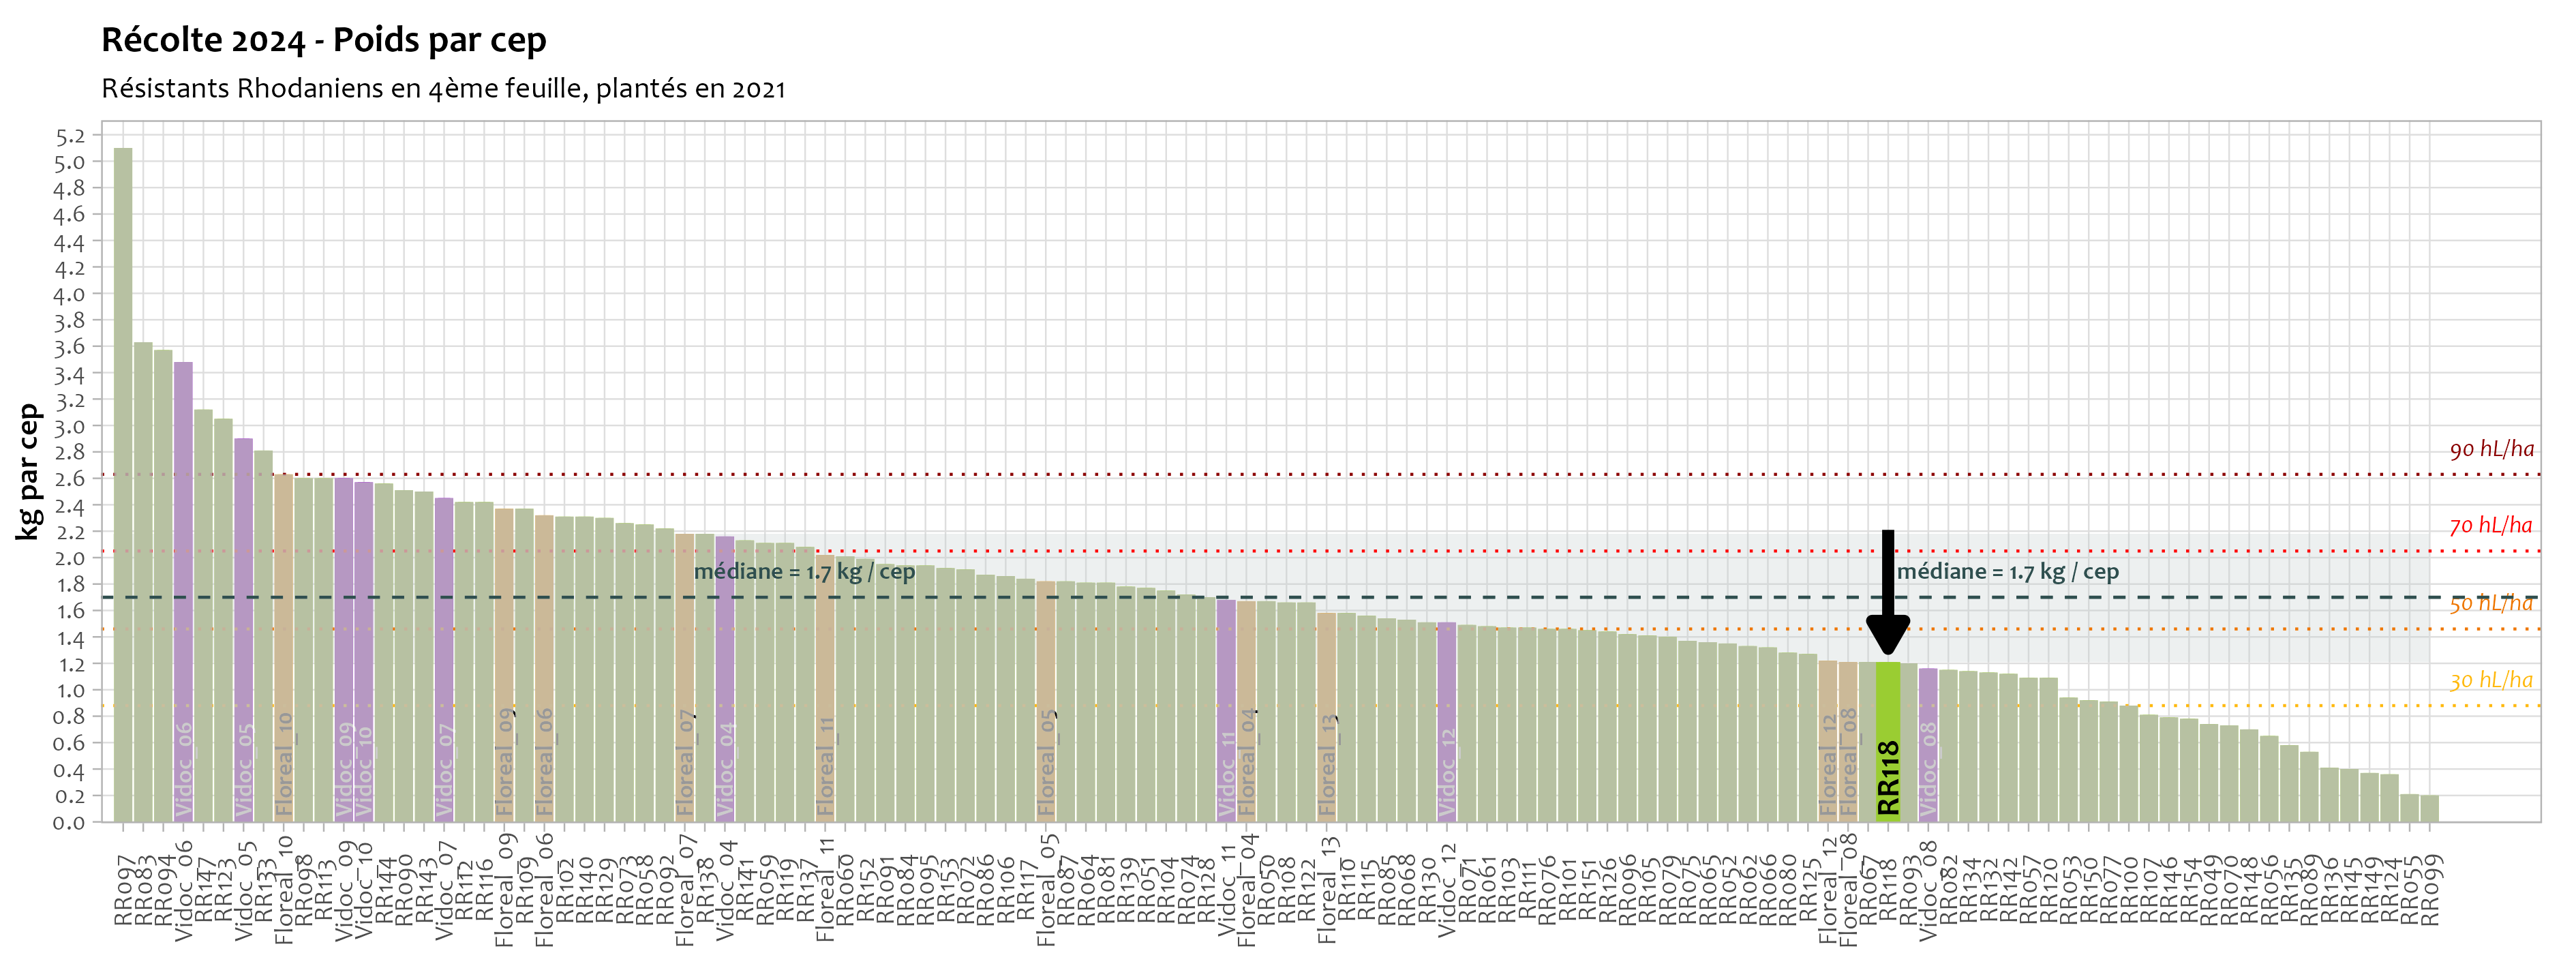 Récolte 2024 - Poids par cep
Résistants Rhodaniens en 4ème feuille, plantés en 2021
kg par cep
5.2
5.0
4.8
4.6
4.4
4.2
4.0
3.8
3.6
3.4
3.2
3.0
2.8
2.6
2.4
2.2
2.0
1.8
1.6
1.4
1.2
1.0
0.8
0.6
0.4
0.2
0.0
90 hL/ha
70 hL/ha
médiane = 1.7 kg / cep
médiane = 1.7 kg / cep
50 hL/ha
30 hL/ha
Vidoc_06
Vidoc_05
Floreal_10
Vidoc_09
Vidoc_10
Vidoc_07
Floreal_09
Floreal_06
Floreal_07
Vidoc_04
Floreal_11
Floreal_05
Vidoc_11
Floreal_04
Floreal_13
Vidoc_12
Floreal_12
Floreal_08
RR118
Vidoc_08
RR097
RR083
RR094
Vidoc_06
RR147
RR123
Vidoc_05
RR133
Floreal_10
RR098
RR113
Vidoc_09
Vidoc_10
RR144
RR090
RR143
Vidoc_07
RR112
RR116
Floreal_09
RR109
Floreal_06
RR102
RR140
RR129
RR073
RR058
RR092
Floreal_07
RR138
Vidoc_04
RR141
RR059
RR119
RR137
Floreal_11
RR060
RR152
RR091
RR084
RR095
RR153
RR072
RR086
RR106
RR117
Floreal_05
RR087
RR064
RR081
RR139
RR051
RR104
RR074
RR128
Vidoc_11
Floreal_04
RR050
RR108
RR122
Floreal_13
RR110
RR115
RR085
RR068
RR130
Vidoc_12
RR071
RR061
RR103
RR111
RR076
RR101
RR151
RR126
RR096
RR105
RR079
RR075
RR065
RR052
RR062
RR066
RR080
RR125
Floreal_12
Floreal_08
RR067
RR118
RR093
Vidoc_08
RR082
RR134
RR132
RR142
RR057
RR120
RR053
RR150
RR077
RR100
RR107
RR146
RR154
RR049
RR070
RR148
RR056
RR135
RR089
RR136
RR145
RR149
RR124
RR055
RR099